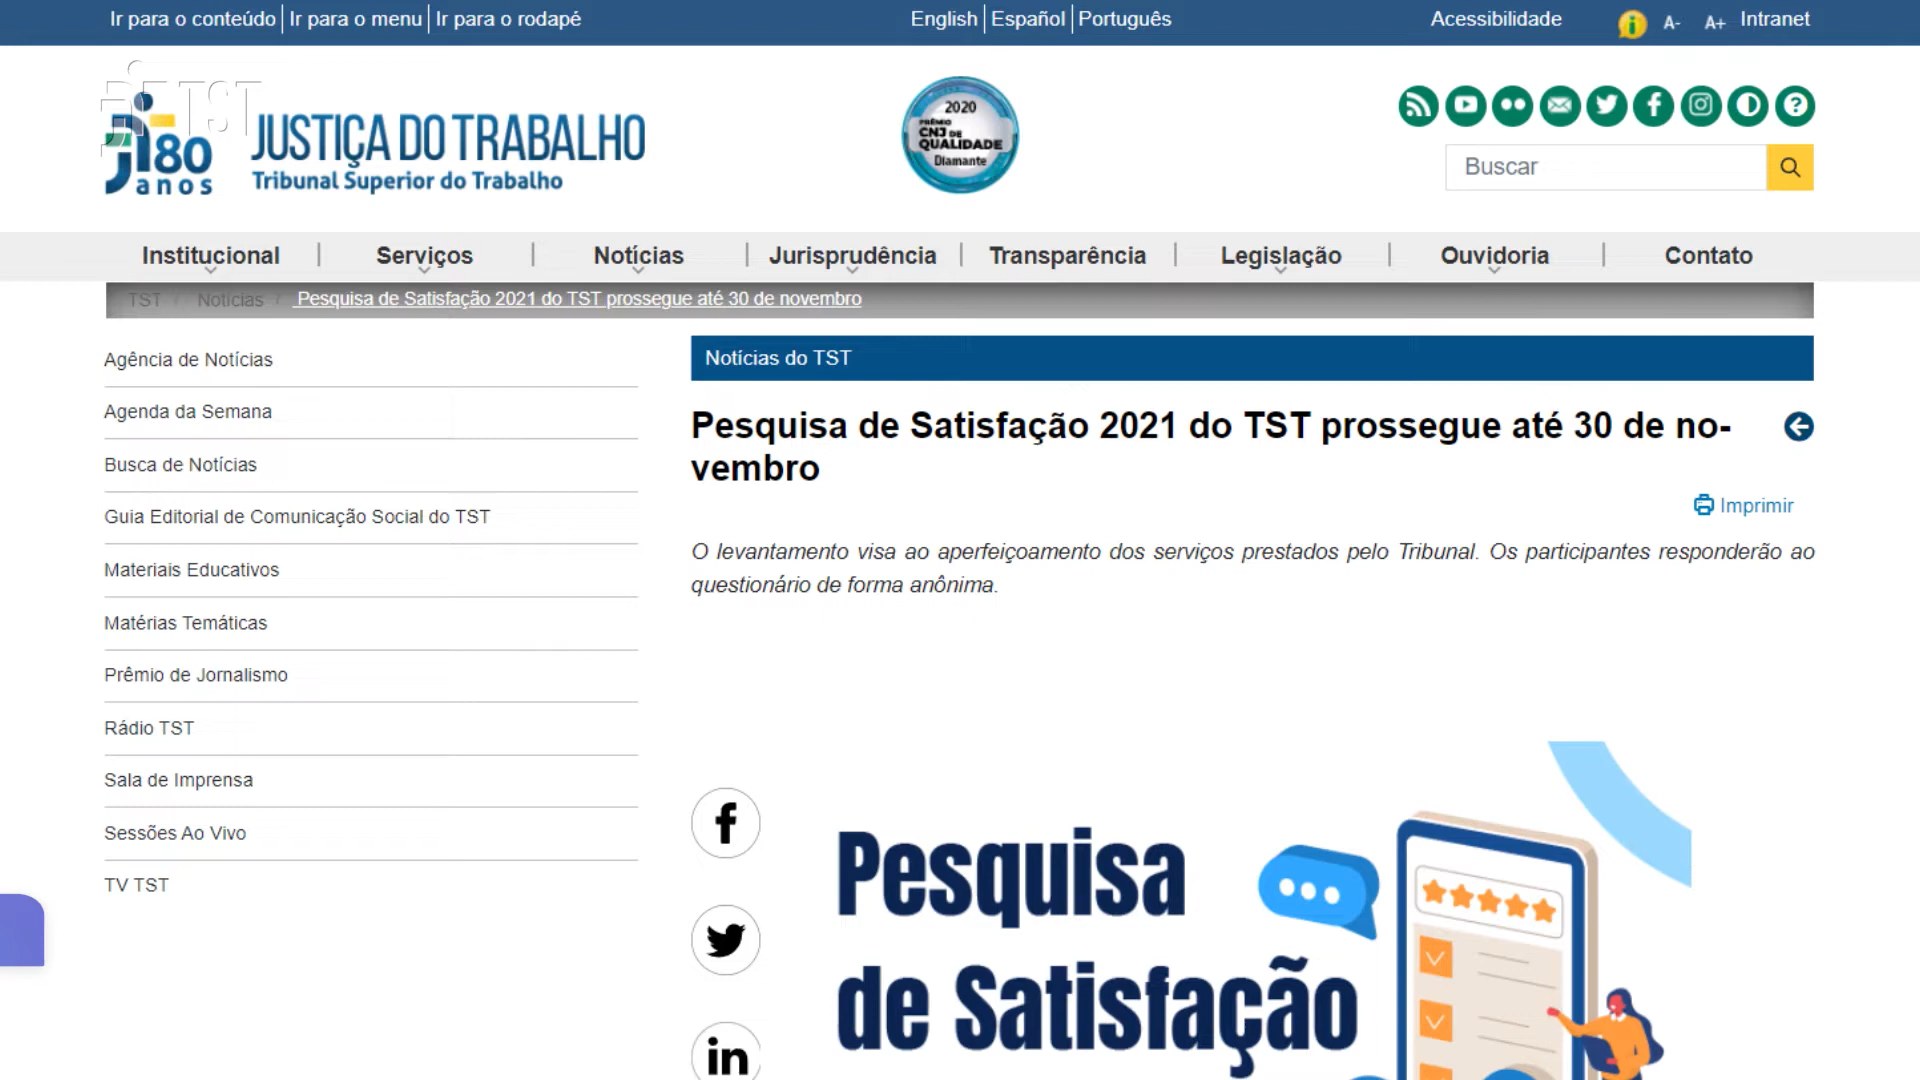 Ir para o conteúdo Ir para o menu Ir para o rodapé
English Español Português
Acessibilidade A- A+ Intranet
TST
80
anos
JUSTIÇA DO TRABALHO
Tribunal Superior do Trabalho
2020
PRÊMIO
CNJ DE
QUALIDADE
Diamante
Buscar
Institucional Serviços Notícias Jurisprudência Transparência Legislação Ouvidoria Contato
TST / Notícias / Pesquisa de Satisfação 2021 do TST prossegue até 30 de novembro
Agência de Notícias
Agenda da Semana
Busca de Notícias
Guia Editorial de Comunicação Social do TST
Materiais Educativos
Matérias Temáticas
Prêmio de Jornalismo
Rádio TST
Sala de Imprensa
Sessões Ao Vivo
TV TST
Notícias do TST
Pesquisa de Satisfação 2021 do TST prossegue até 30 de no-
vembro
Imprimir
O levantamento visa ao aperfeiçoamento dos serviços prestados pelo Tribunal. Os participantes responderão ao
questionário de forma anônima.
Pesquisa
de Satisfação